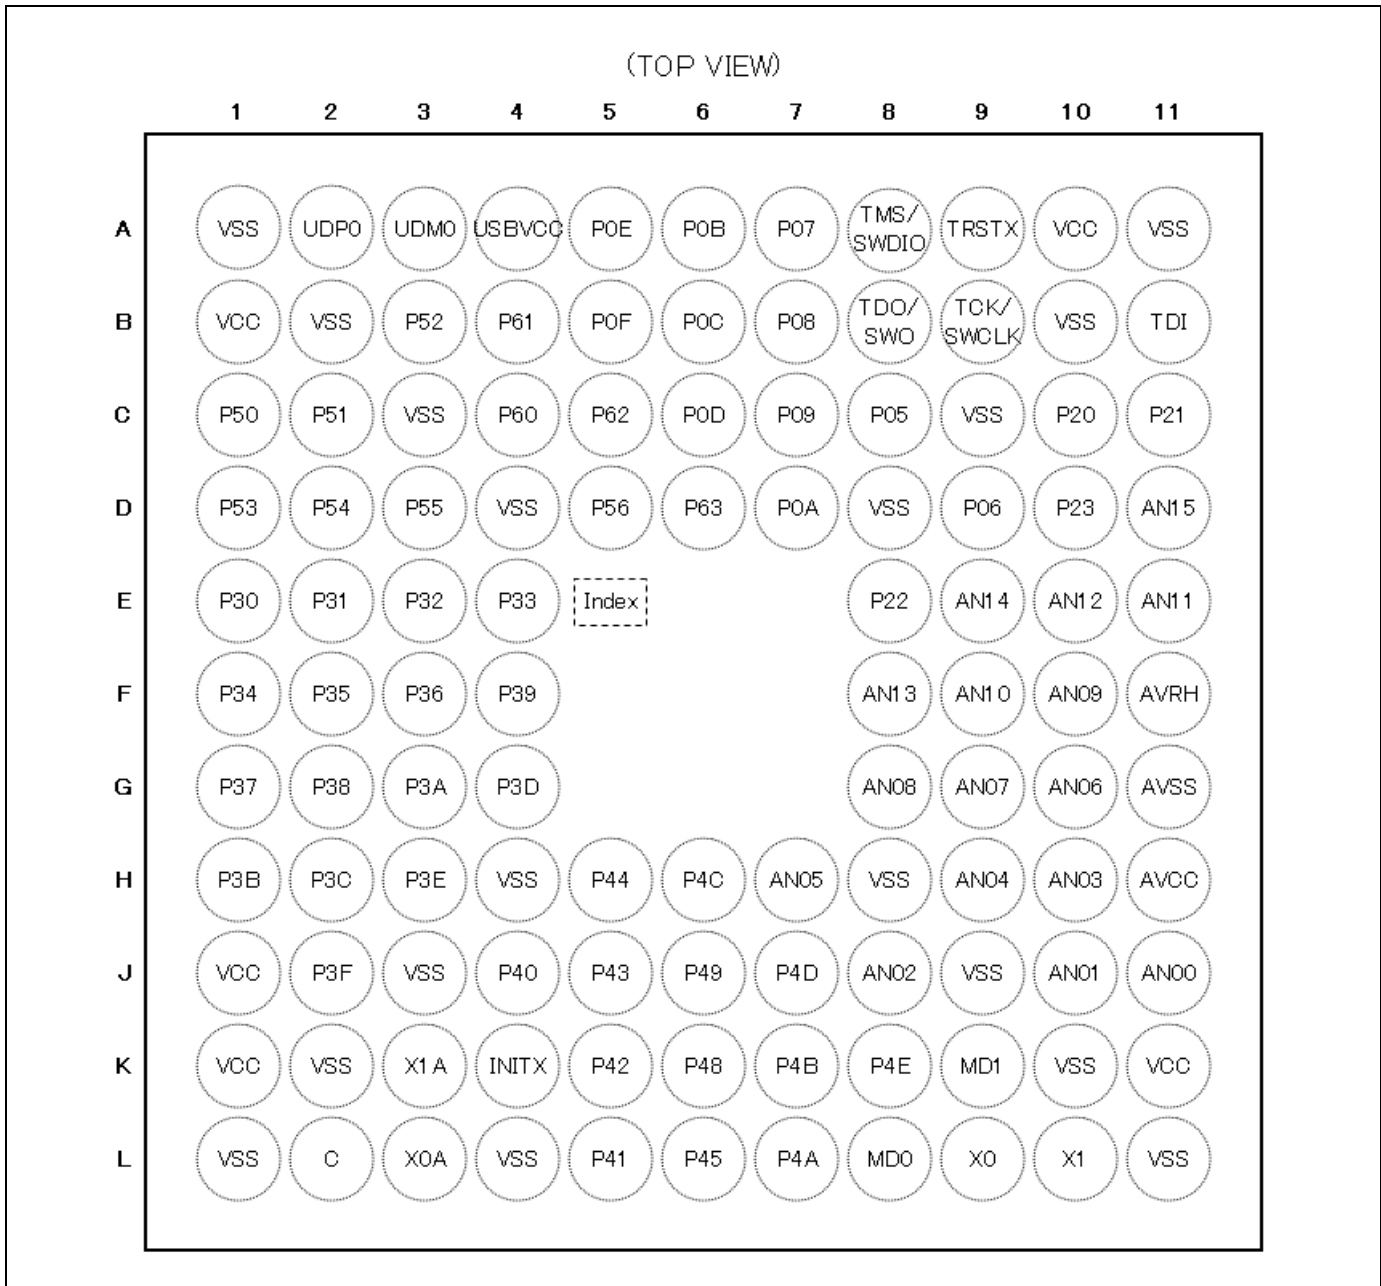 (TOP VIEW)
1 2 3 4 5 6 7 8 9 10 11
A VSS UDP0 UDM0 USBVCC P0E P0B P07 TMS/SWDIO TRSTX VCC VSS
B VCC VSS P52 P61 P0F P0C P08 TDO/SWO TCK/SWCLK VSS TDI
C P50 P51 VSS P60 P62 P0D P09 P05 VSS P20 P21
D P53 P54 P55 VSS P56 P63 P0A VSS P06 P23 AN15
E P30 P31 P32 P33 Index P22 AN14 AN12 AN11
F P34 P35 P36 P39 AN13 AN10 AN09 AVRH
G P37 P38 P3A P3D AN08 AN07 AN06 AVSS
H P3B P3C P3E VSS P44 P4C AN05 VSS AN04 AN03 AVCC
J VCC P3F VSS P40 P43 P49 P4D AN02 VSS AN01 AN00
K VCC VSS X1A INITX P42 P48 P4B P4E MD1 VSS VCC
L VSS C X0A VSS P41 P45 P4A MD0 X0 X1 VSS